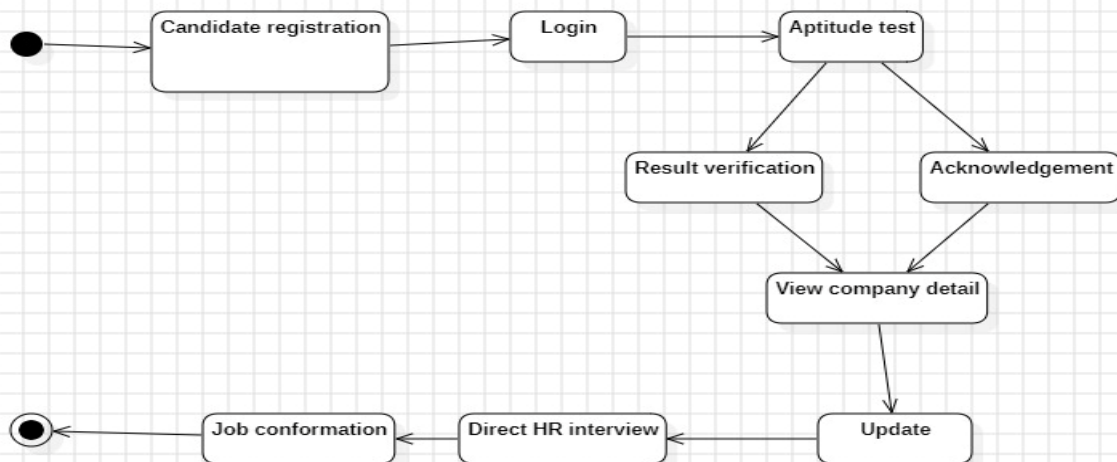 Candidate registration
Login
Aptitude test
Result verification
Acknowledgement
View company detail
Update
Direct HR interview
Job conformation